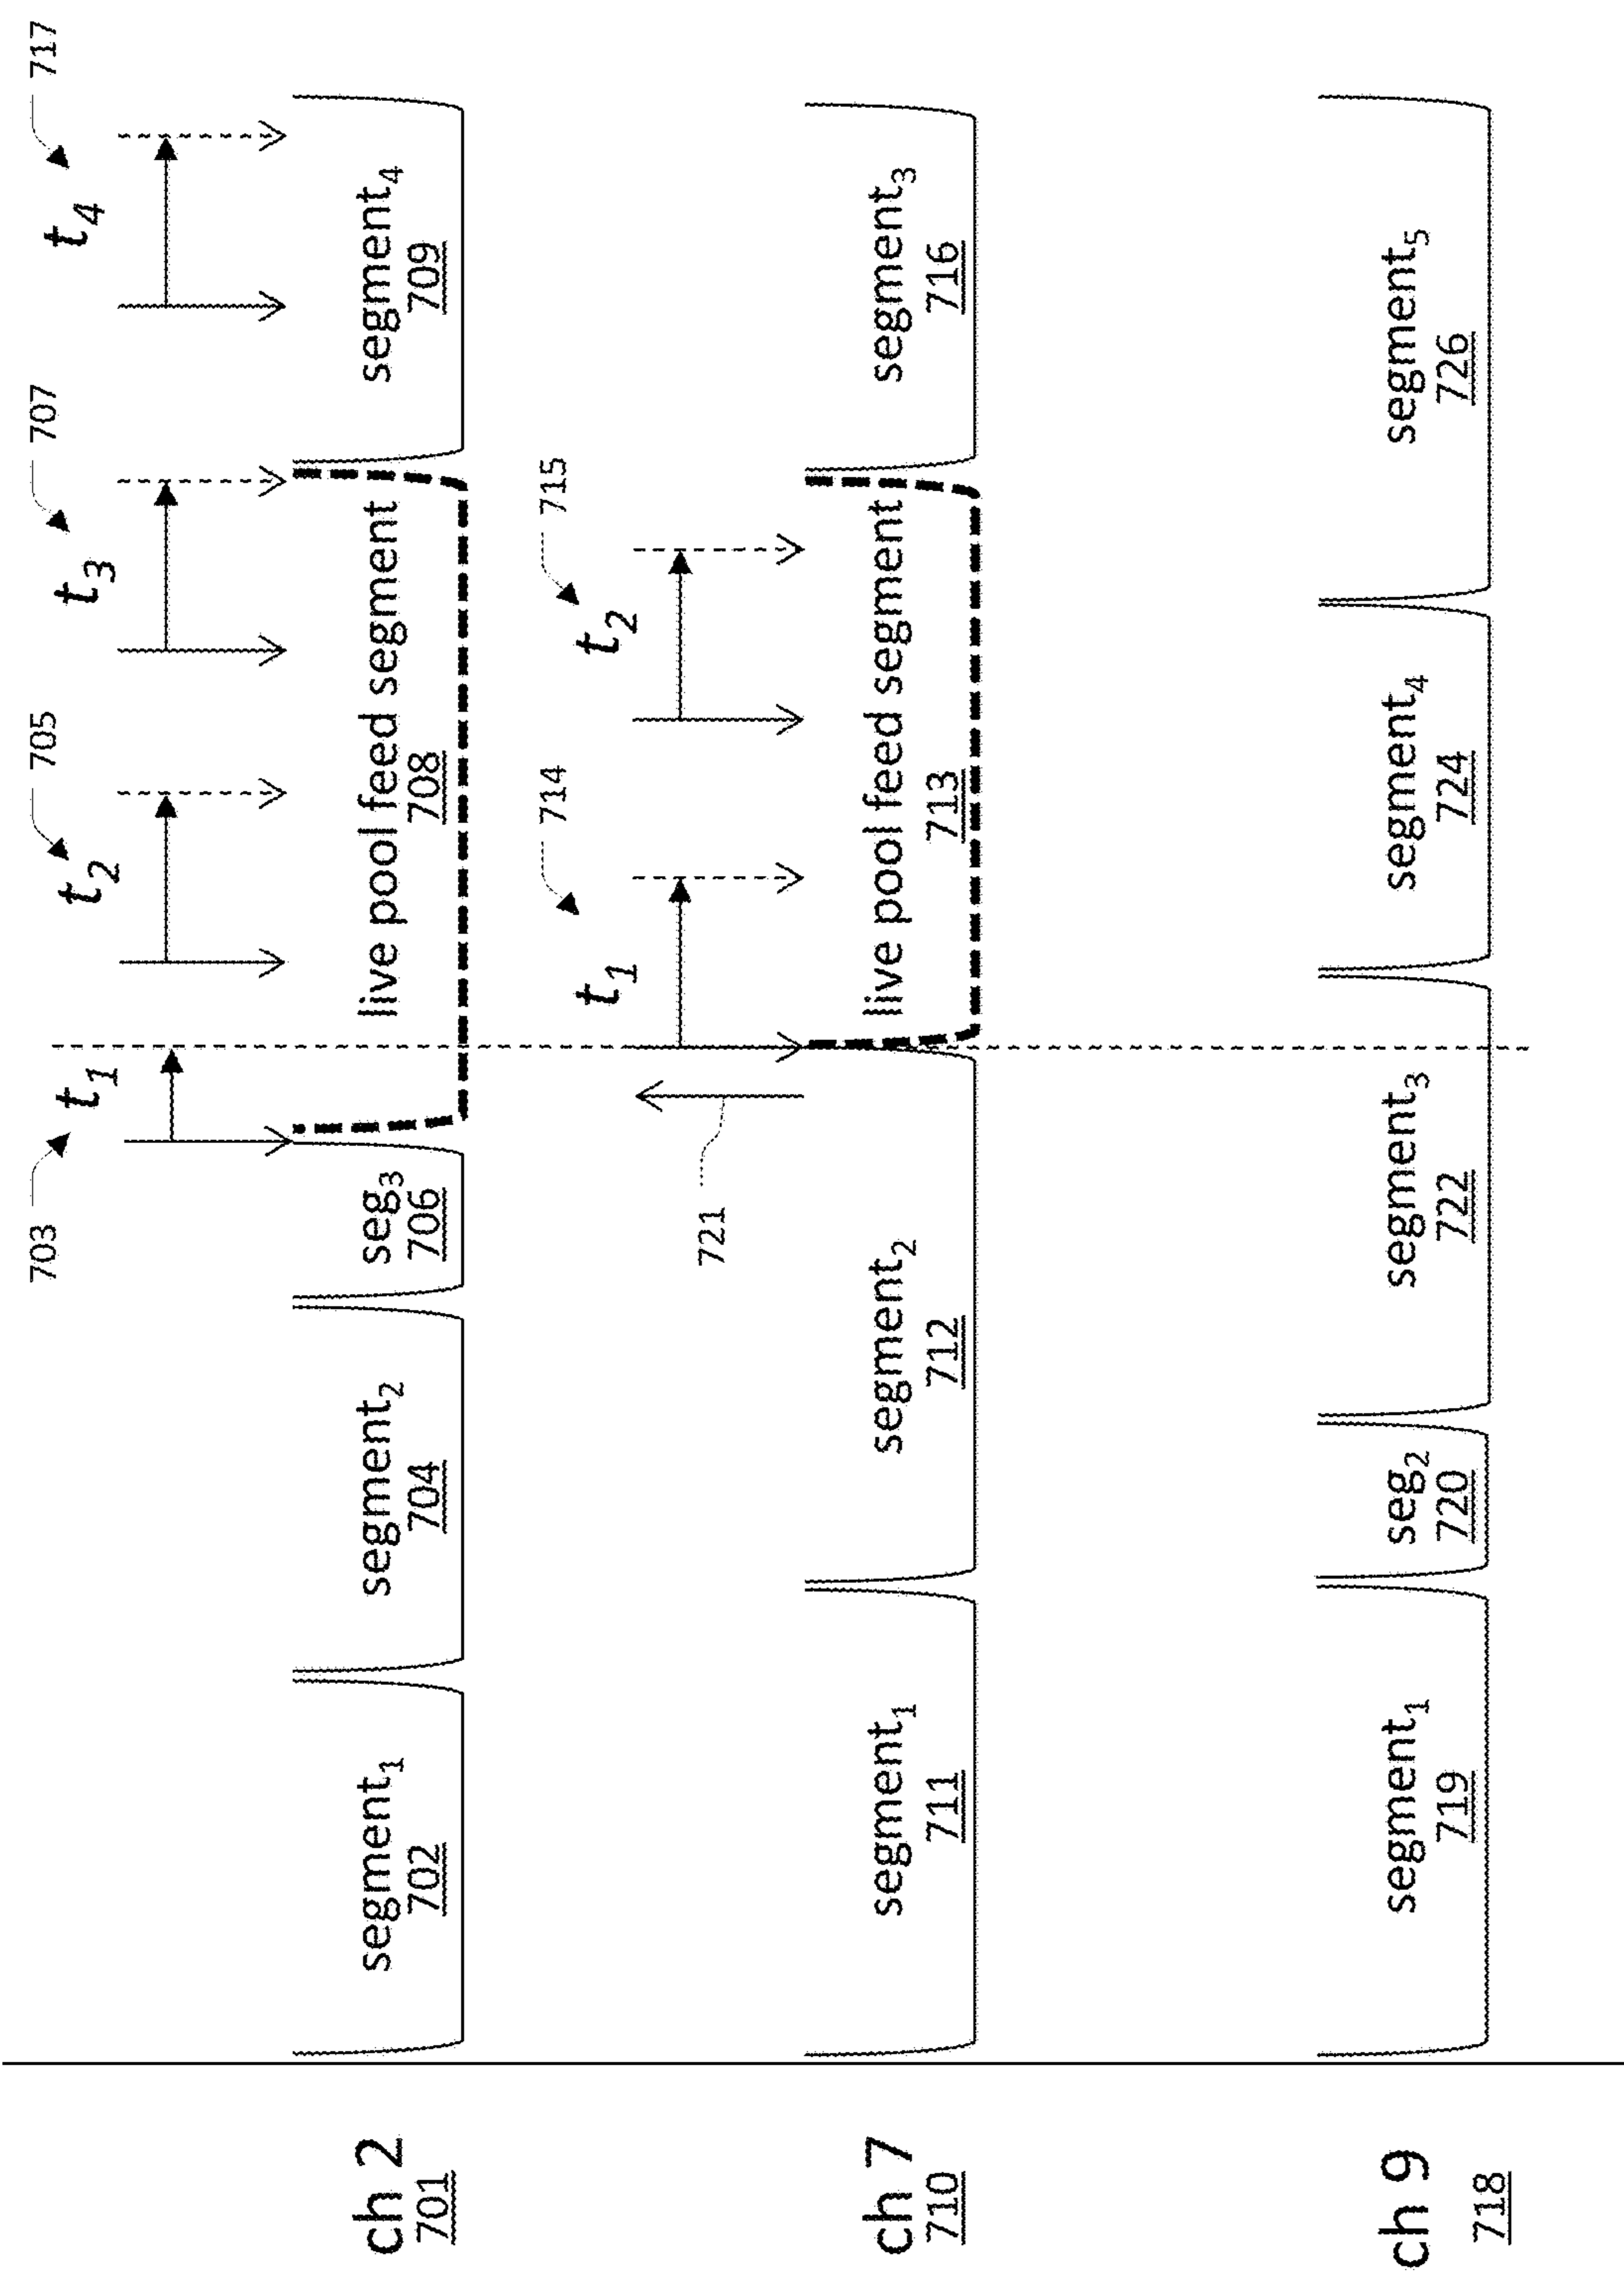 703
t1
705
t2
707
t3
717
t4
ch 2
701
segment1
702
segment2
704
seg3
706
live pool feed segment
708
segment4
709
721
714
t1
715
t2
ch 7
710
segment1
711
segment2
712
live pool feed segment
713
segment3
716
ch 9
718
segment1
719
seg2
720
segment3
722
segment4
724
segment5
726